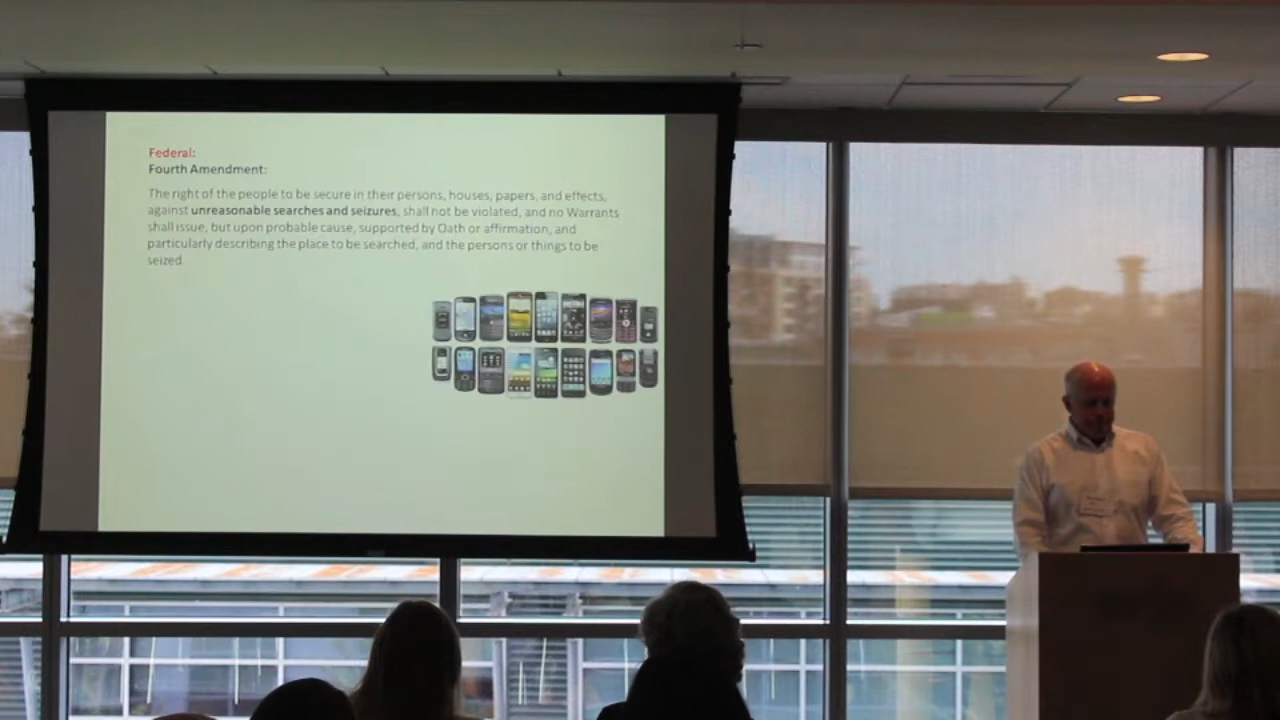 Federal:
Fourth Amendment:
The right of the people to be secure in their persons, houses, papers, and effects,
against unreasonable searches and seizures, shall not be violated, and no Warrants
shall issue, but upon probable cause, supported by Oath or affirmation, and
particularly describing the place to be searched, and the persons or things to be
seized